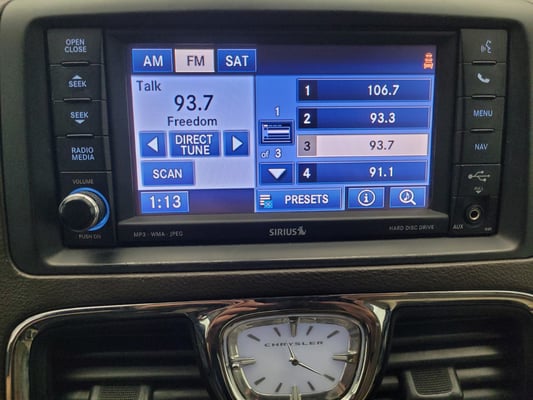 OPEN
CLOSE
SEEK
SEEK
RADIO
MEDIA
VOLUME
PUSH ON
AM FM SAT
Talk
93.7
Freedom
DIRECT
TUNE
SCAN
1:13
1
of 3
1 106.7
2 93.3
3 93.7
4 91.1
PRESETS
MENU
NAV
AUX
MP3 · WMA · JPEG
SIRIUS
HARD DISC DRIVE
CHRYSLER